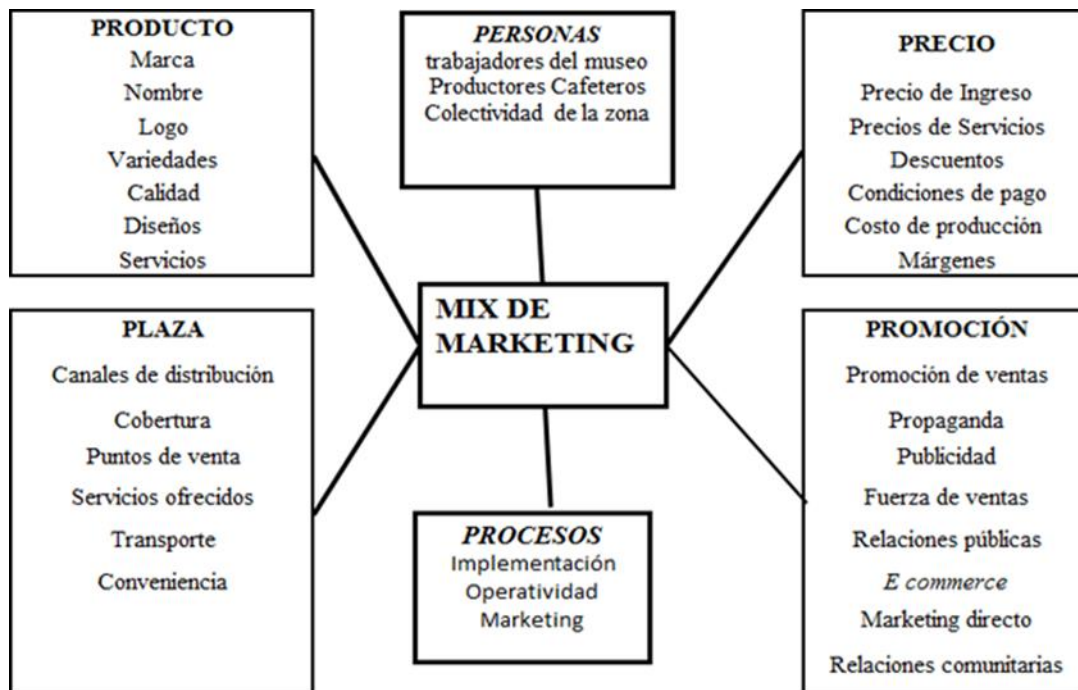 PRODUCTO
Marca
Nombre
Logo
Variedades
Calidad
Diseños
Servicios
PERSONAS
trabajadores del museo
Productores Cafeteros
Colectividad de la zona
PRECIO
Precio de Ingreso
Precios de Servicios
Descuentos
Condiciones de pago
Costo de producción
Márgenes
MIX DE
MARKETING
PLAZA
Canales de distribución
Cobertura
Puntos de venta
Servicios ofrecidos
Transporte
Conveniencia
PROCESOS
Implementación
Operatividad
Marketing
PROMOCIÓN
Promoción de ventas
Propaganda
Publicidad
Fuerza de ventas
Relaciones públicas
E commerce
Marketing directo
Relaciones comunitarias